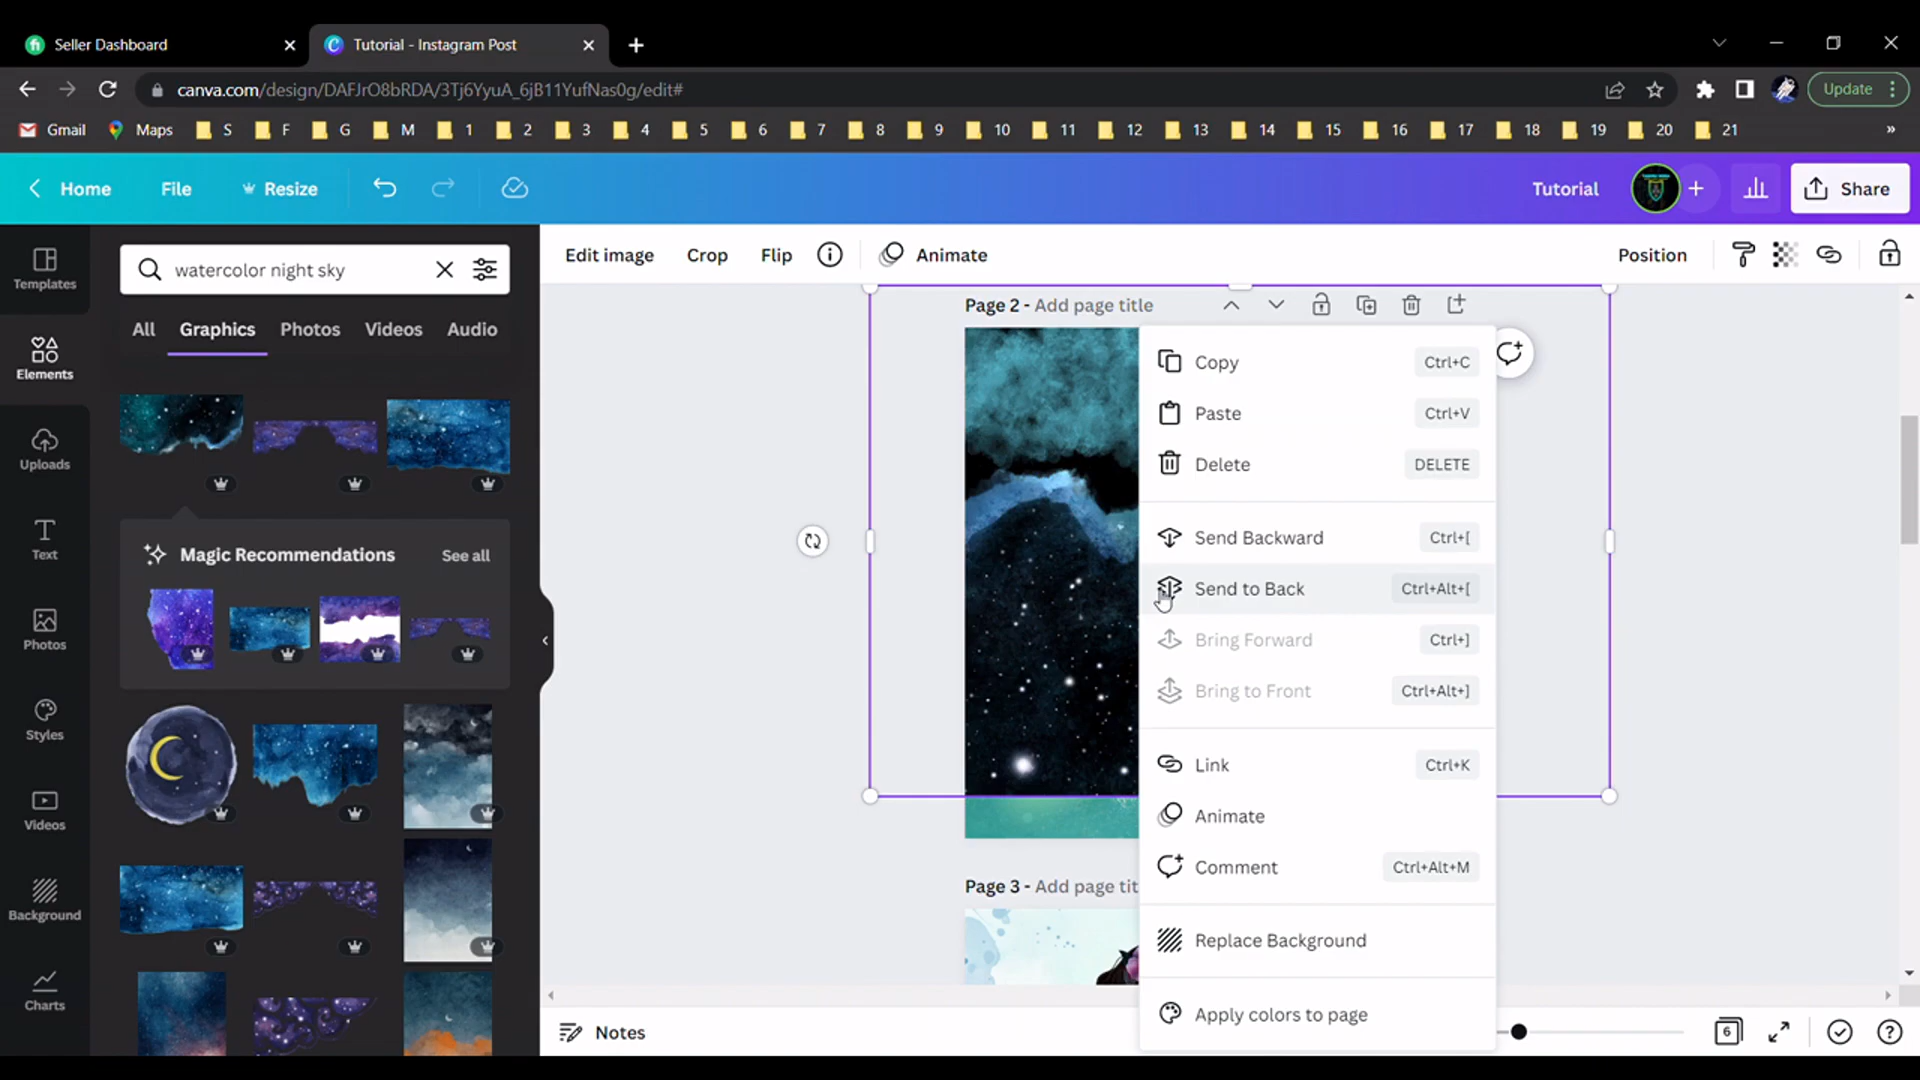 Seller Dashboard
Tutorial - Instagram Post
canva.com/design/DAFJrO8bRDA/3Tj6YyuA_6jB11YufNas0g/edit#
Update
Gmail Maps S F G M 1 2 3 4 5 6 7 8 9 10 11 12 13 14 15 16 17 18 19 20 21 »
Home File Resize Tutorial + Share
Templates
Elements
Uploads
Text
Photos
Styles
Videos
Background
Charts
watercolor night sky
All Graphics Photos Videos Audio
Magic Recommendations See all
Edit image Crop Flip Animate Position
Page 2 - Add page title
Copy Ctrl+C
Paste Ctrl+V
Delete DELETE
Send Backward Ctrl+[
Send to Back Ctrl+Alt+[
Bring Forward Ctrl+]
Bring to Front Ctrl+Alt+]
Link Ctrl+K
Animate
Comment Ctrl+Alt+M
Replace Background
Apply colors to page
Page 3 - Add page tit
Notes 6